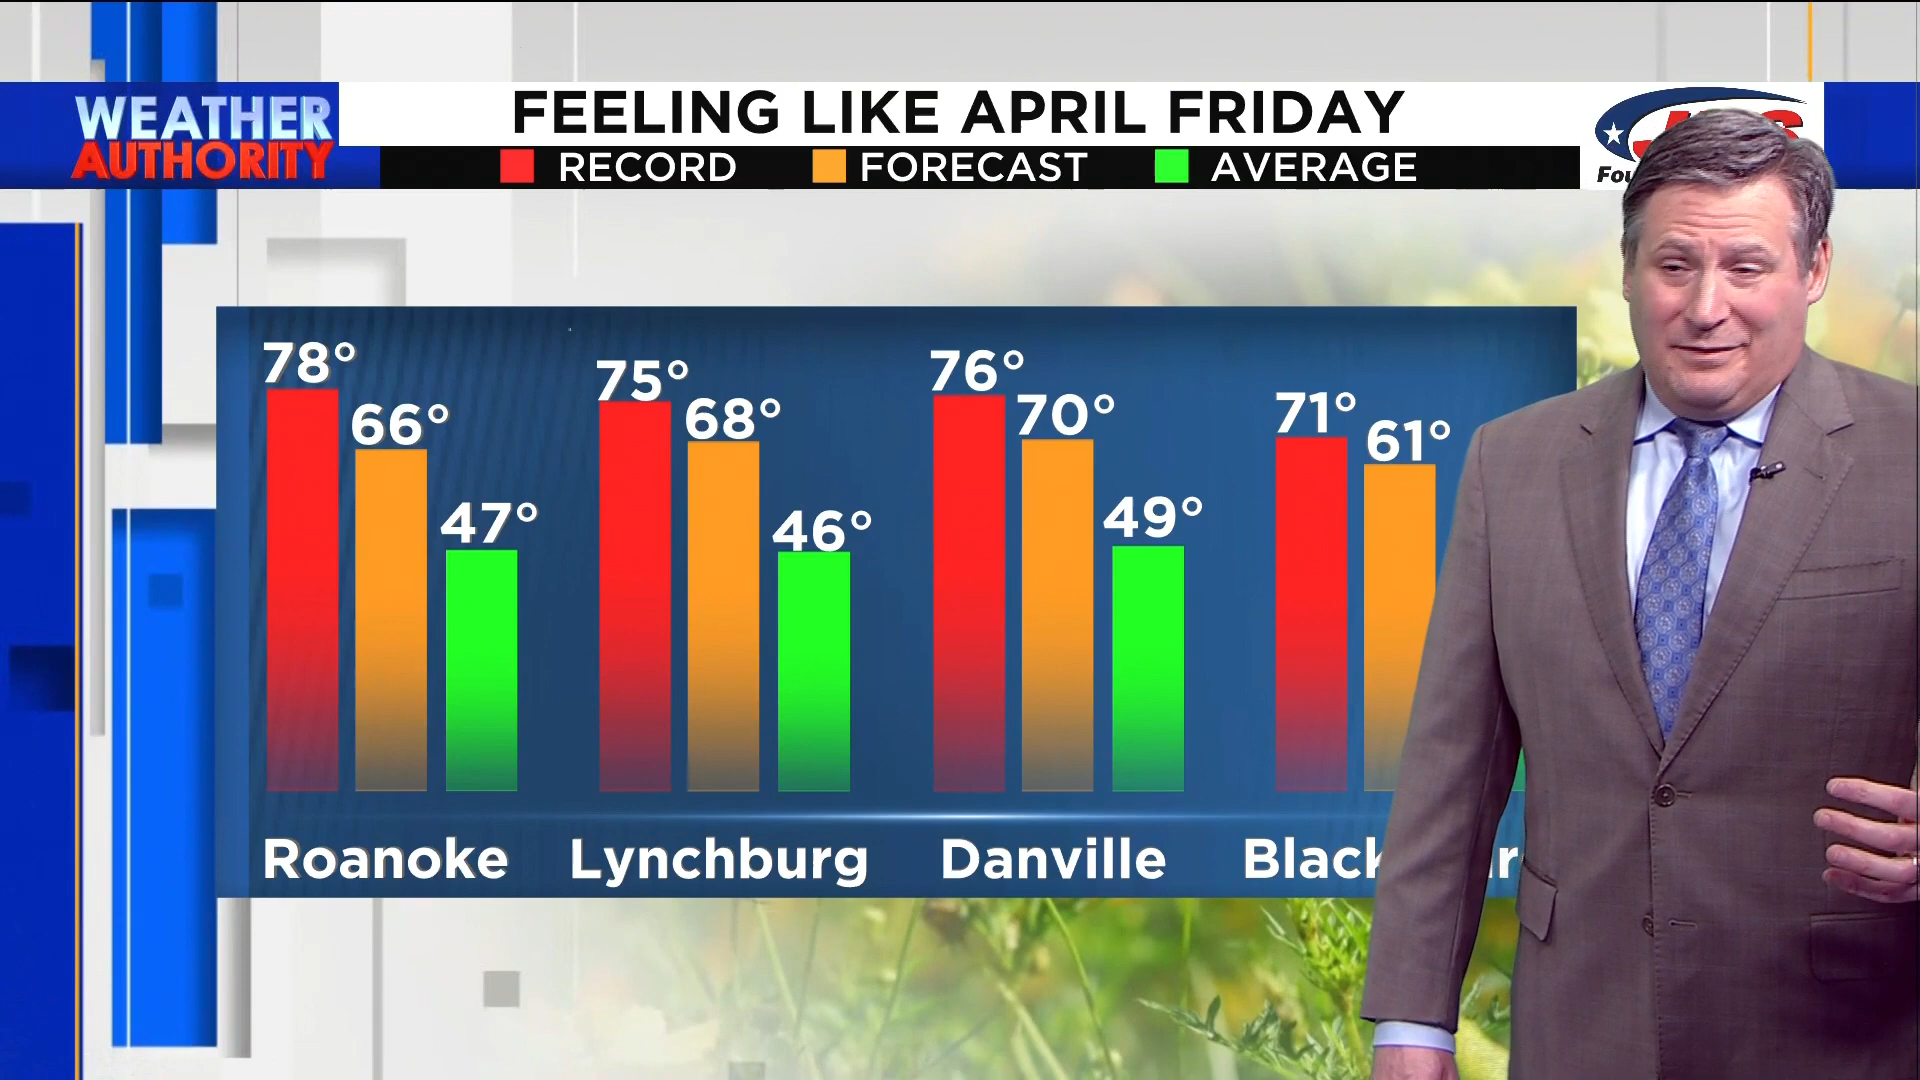 WEATHER
AUTHORITY
FEELING LIKE APRIL FRIDAY
RECORD FORECAST AVERAGE
78° 66° 47°
75° 68° 46°
76° 70° 49°
71° 61°
Roanoke Lynchburg Danville